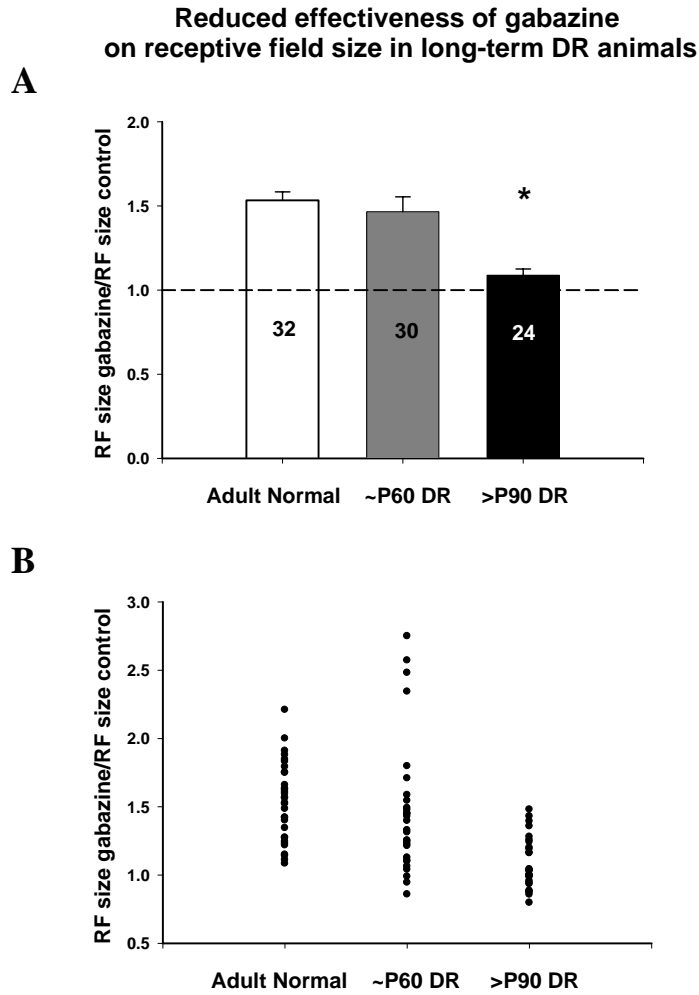 Reduced effectiveness of gabazine
on receptive field size in long-term DR animals
A
RF size gabazine/RF size control
2.0
1.5
1.0
0.5
0.0
*
32
30
24
Adult Normal
~P60 DR
>P90 DR
B
RF size gabazine/RF size control
3.0
2.5
2.0
1.5
1.0
0.5
Adult Normal
~P60 DR
>P90 DR